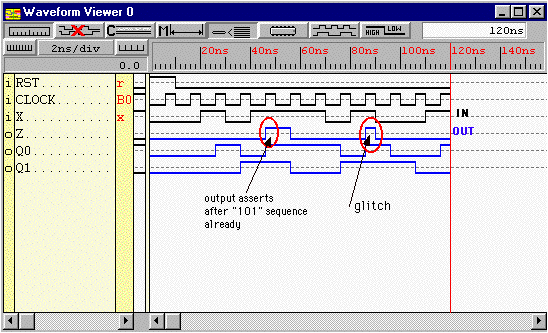 Waveform Viewer 0
HIGH LOW
120ns
2ns/div
20ns 40ns 60ns 80ns 100ns 120ns 140ns
0.0
i RST r
i CLOCK B0
i X x
o Z
o Q0
o Q1
IN
OUT
output asserts
after "101" sequence
already
glitch